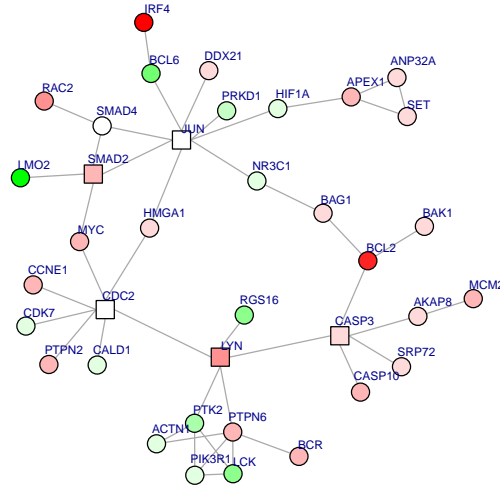 IRF4
BCL6
DDX21
ANP32A
RAC2
PRKD1
HIF1A
APEX1
SET
SMAD4
JUN
SMAD2
LMO2
NR3C1
HMGA1
BAG1
BAK1
MYC
BCL2
CCNE1
CDC2
RGS16
AKAP8
MCM2
CDK7
CASP3
PTPN2
CALD1
LYN
SRP72
CASP10
PTK2
PTPN6
ACTN1
BCR
PIK3R1
LCK